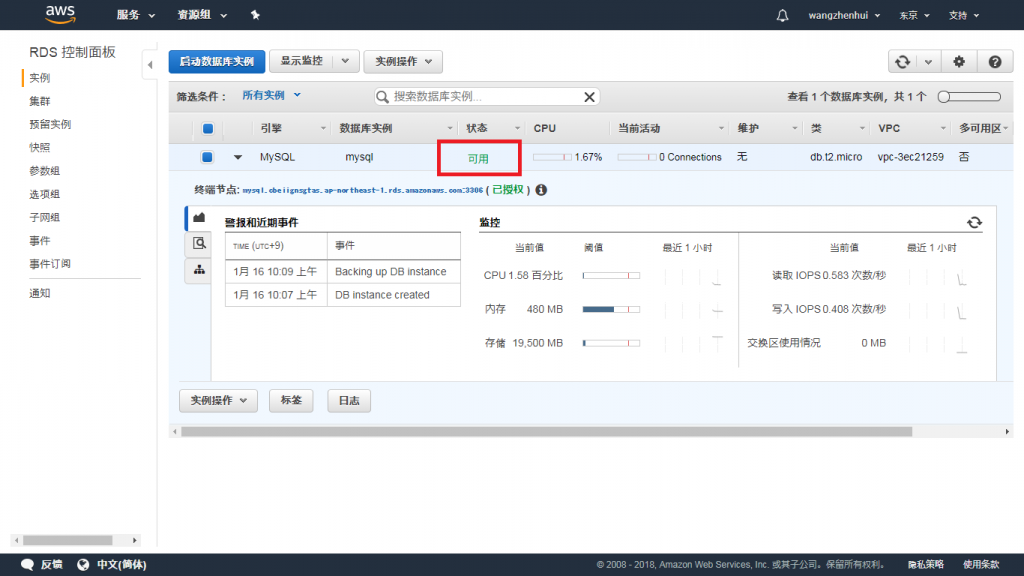 aws 服务 资源组 wangzhenhui 东京 支持
RDS 控制面板
实例
集群
预留实例
快照
参数组
选项组
子网组
事件
事件订阅
通知
启动数据库实例 显示监控 实例操作
筛选条件： 所有实例 搜索数据库实例... 查看 1 个数据库实例，共 1 个
引擎 数据库实例 状态 CPU 当前活动 维护 类 VPC 多可用区
MySQL mysql 可用 1.67% 0 Connections 无 db.t2.micro vpc-3ec21259 否
终端节点: mysql.cbeiignsgtas.ap-northeast-1.rds.amazonaws.com:3306 ( 已授权 )
警报和近期事件
TIME (UTC+9) 事件
1月 16 10:09 上午 Backing up DB instance
1月 16 10:07 上午 DB instance created
监控
当前值 阈值 最近 1 小时 当前值 最近 1 小时
CPU 1.58 百分比 读取 IOPS 0.583 次数/秒
内存 480 MB 写入 IOPS 0.408 次数/秒
存储 19,500 MB 交换区使用情况 0 MB
实例操作 标签 日志
反馈 中文(简体) © 2008 - 2018, Amazon Web Services, Inc. 或其子公司。保留所有权利。 隐私策略 使用条款